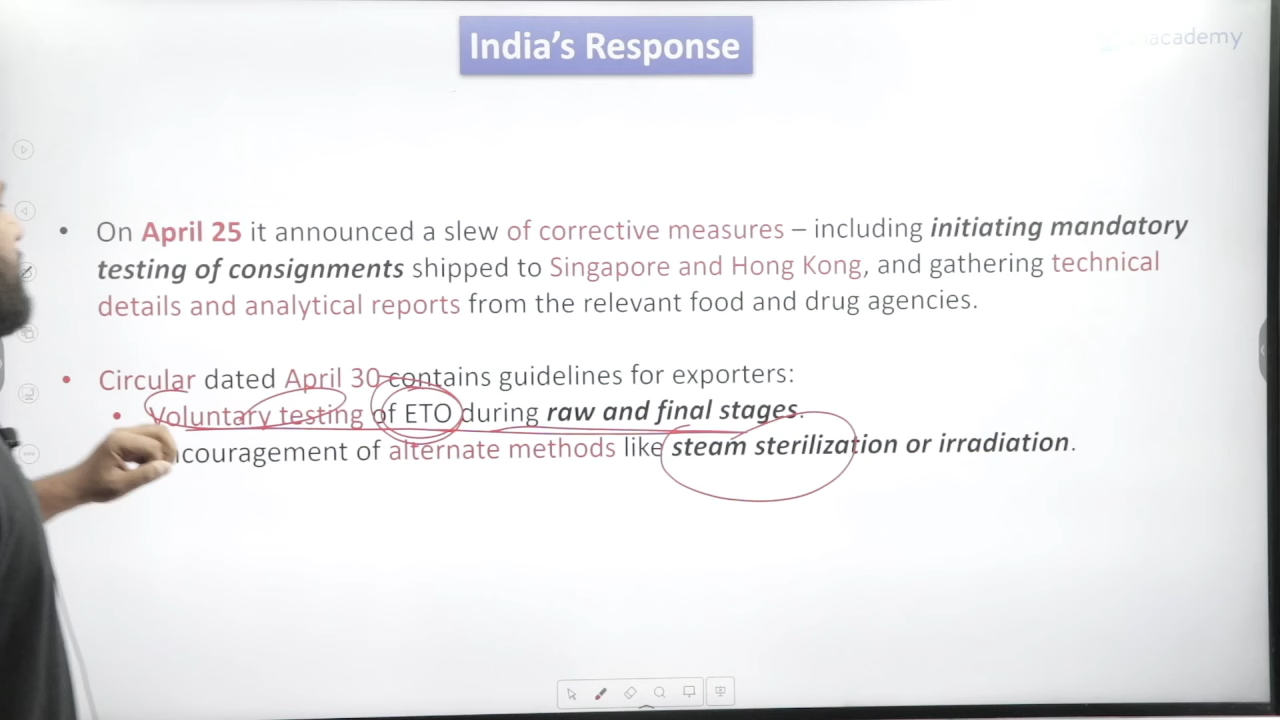 India's Response
academy
• On April 25 it announced a slew of corrective measures – including initiating mandatory
testing of consignments shipped to Singapore and Hong Kong, and gathering technical
details and analytical reports from the relevant food and drug agencies.
• Circular dated April 30 contains guidelines for exporters:
• Voluntary testing of ETO during raw and final stages.
couragement of alternate methods like steam sterilization or irradiation.